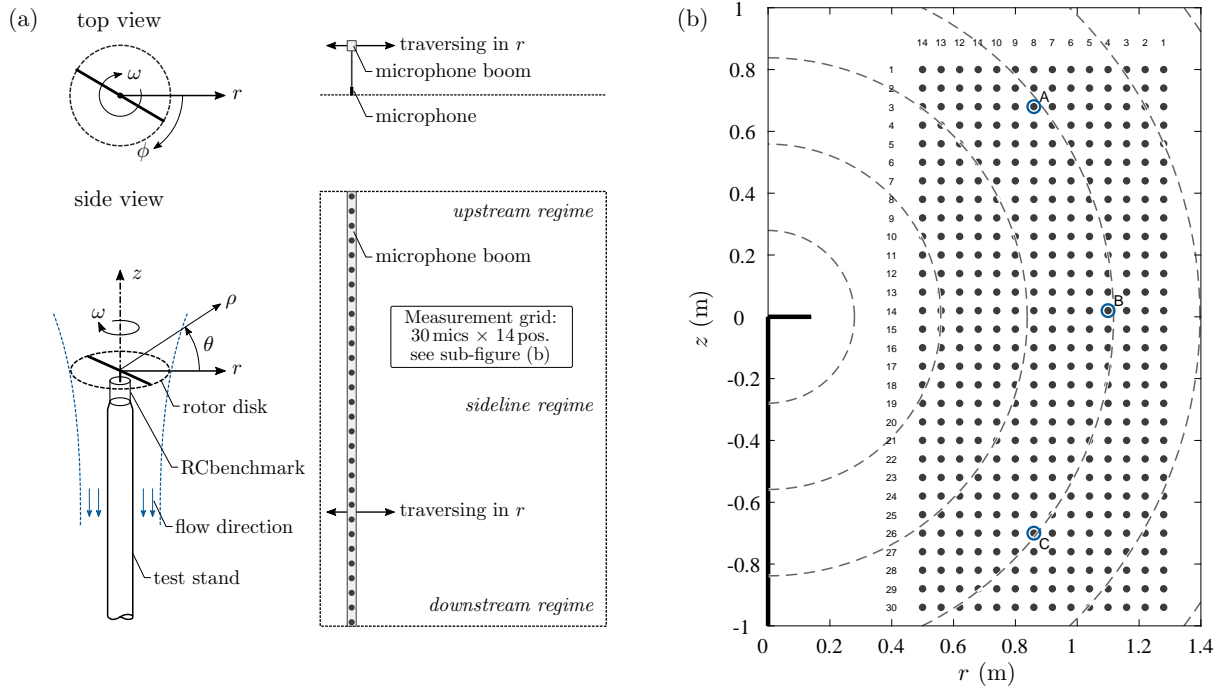 (a)
top view
ω
r
ϕ
traversing in r
microphone boom
microphone
side view
z
ω
ρ
θ
r
rotor disk
RCbenchmark
flow direction
test stand
upstream regime
microphone boom
Measurement grid:
30 mics × 14 pos.
see sub-figure (b)
sideline regime
traversing in r
downstream regime
(b)
1
0.8
0.6
0.4
0.2
0
-0.2
-0.4
-0.6
-0.8
-1
z (m)
14 13 12 11 10 9 8 7 6 5 4 3 2 1
1
2
3
4
5
6
7
8
9
10
11
12
13
14
15
16
17
18
19
20
21
22
23
24
25
26
27
28
29
30
A
B
C
0 0.2 0.4 0.6 0.8 1 1.2 1.4
r (m)